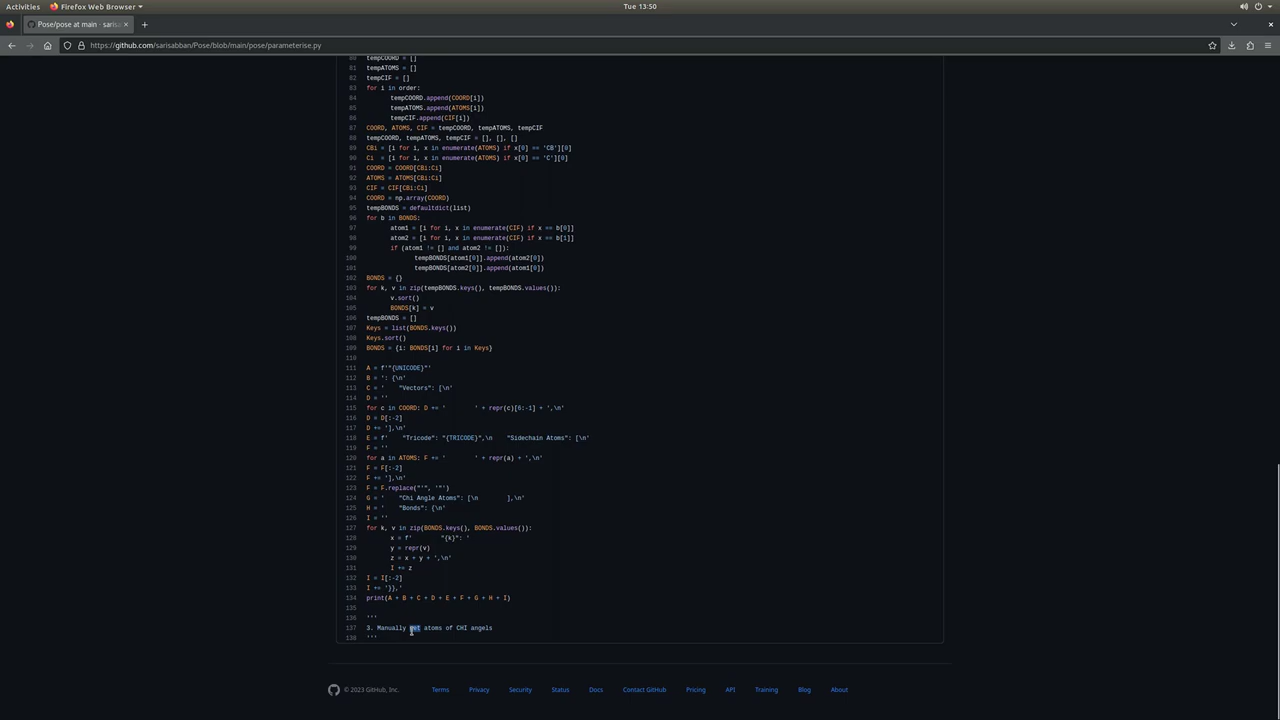 Activities Firefox Web Browser Tue 13:50
Pose/pose at main · saris
https://github.com/sarisabban/Pose/blob/main/pose/parameterise.py
80 tempCOORD = []
81 tempATOMS = []
82 tempCIF = []
83 for i in order:
84 tempCOORD.append(COORD[i])
85 tempATOMS.append(ATOMS[i])
86 tempCIF.append(CIF[i])
87 COORD, ATOMS, CIF = tempCOORD, tempATOMS, tempCIF
88 tempCOORD, tempATOMS, tempCIF = [], [], []
89 CBi = [i for i, x in enumerate(ATOMS) if x[0] == 'CB'][0]
90 Ci = [i for i, x in enumerate(ATOMS) if x[0] == 'C'][0]
91 COORD = COORD[CBi:Ci]
92 ATOMS = ATOMS[CBi:Ci]
93 CIF = CIF[CBi:Ci]
94 COORD = np.array(COORD)
95 tempBONDS = defaultdict(list)
96 for b in BONDS:
97 atom1 = [i for i, x in enumerate(CIF) if x == b[0]]
98 atom2 = [i for i, x in enumerate(CIF) if x == b[1]]
99 if (atom1 != [] and atom2 != []):
100 tempBONDS[atom1[0]].append(atom2[0])
101 tempBONDS[atom2[0]].append(atom1[0])
102 BONDS = {}
103 for k, v in zip(tempBONDS.keys(), tempBONDS.values()):
104 v.sort()
105 BONDS[k] = v
106 tempBONDS = []
107 Keys = list(BONDS.keys())
108 Keys.sort()
109 BONDS = {i: BONDS[i] for i in Keys}
110
111 A = f'"{UNICODE}"'
112 B = ': {\n'
113 C = ' "Vectors": [\n'
114 D = ''
115 for c in COORD: D += ' ' + repr(c)[6:-1] + ',\n'
116 D = D[:-2]
117 D += '],\n'
118 E = f' "Tricode": "{TRICODE}",\n "Sidechain Atoms": [\n'
119 F = ''
120 for a in ATOMS: F += ' ' + repr(a) + ',\n'
121 F = F[:-2]
122 F += '],\n'
123 F = F.replace("'", '"')
124 G = ' "Chi Angle Atoms": [\n ],\n'
125 H = ' "Bonds": {\n'
126 I = ''
127 for k, v in zip(BONDS.keys(), BONDS.values()):
128 x = f' "{k}": '
129 y = repr(v)
130 z = x + y + ',\n'
131 I += z
132 I = I[:-2]
133 I += '}},'
134 print(A + B + C + D + E + F + G + H + I)
135
136 '''
137 3. Manually get atoms of CHI angels
138 '''
© 2023 GitHub, Inc. Terms Privacy Security Status Docs Contact GitHub Pricing API Training Blog About